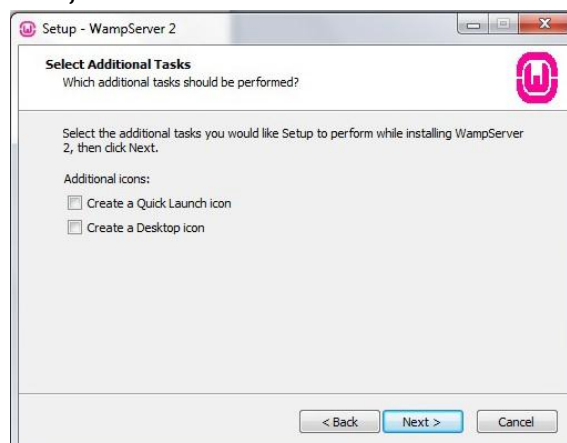 Setup - WampServer 2
Select Additional Tasks
Which additional tasks should be performed?
Select the additional tasks you would like Setup to perform while installing WampServer
2, then click Next.
Additional icons:
Create a Quick Launch icon
Create a Desktop icon
< Back
Next >
Cancel